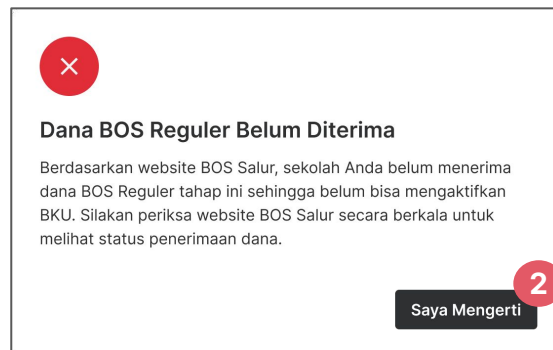 Dana BOS Reguler Belum Diterima
Berdasarkan website BOS Salur, sekolah Anda belum menerima
dana BOS Reguler tahap ini sehingga belum bisa mengaktifkan
BKU. Silakan periksa website BOS Salur secara berkala untuk
melihat status penerimaan dana.
2
Saya Mengerti